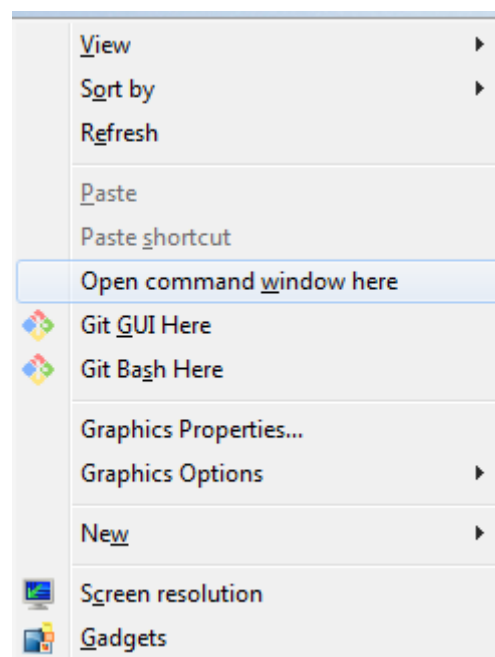 View
Sort by
Refresh
Paste
Paste shortcut
Open command window here
Git GUI Here
Git Bash Here
Graphics Properties...
Graphics Options
New
Screen resolution
Gadgets